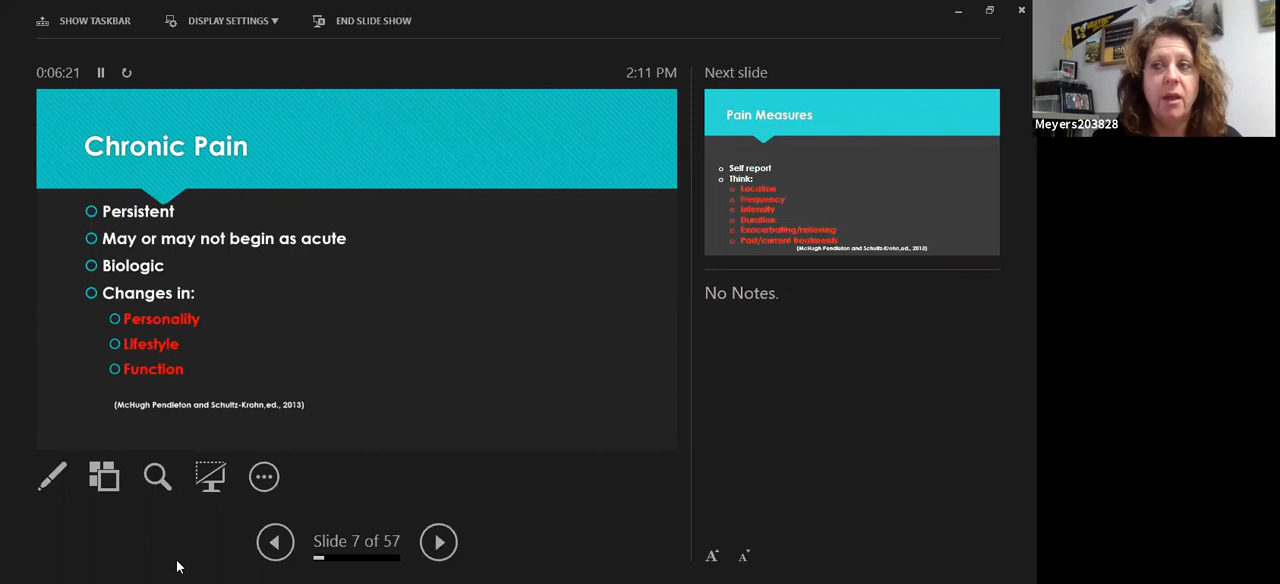 SHOW TASKBAR
DISPLAY SETTINGS ▼
END SLIDE SHOW
0:06:21
2:11 PM
Chronic Pain
Persistent
May or may not begin as acute
Biologic
Changes in:
Personality
Lifestyle
Function
(McHugh Pendleton and Schultz-Krohn,ed., 2013)
Slide 7 of 57
Next slide
Pain Measures
Self report
Think:
Location
Frequency
Intensity
Duration
Exacerbating/relieving
Past/current treatments
(McHugh Pendleton and Schultz-Krohn,ed., 2013)
No Notes.
A A
Meyers203828